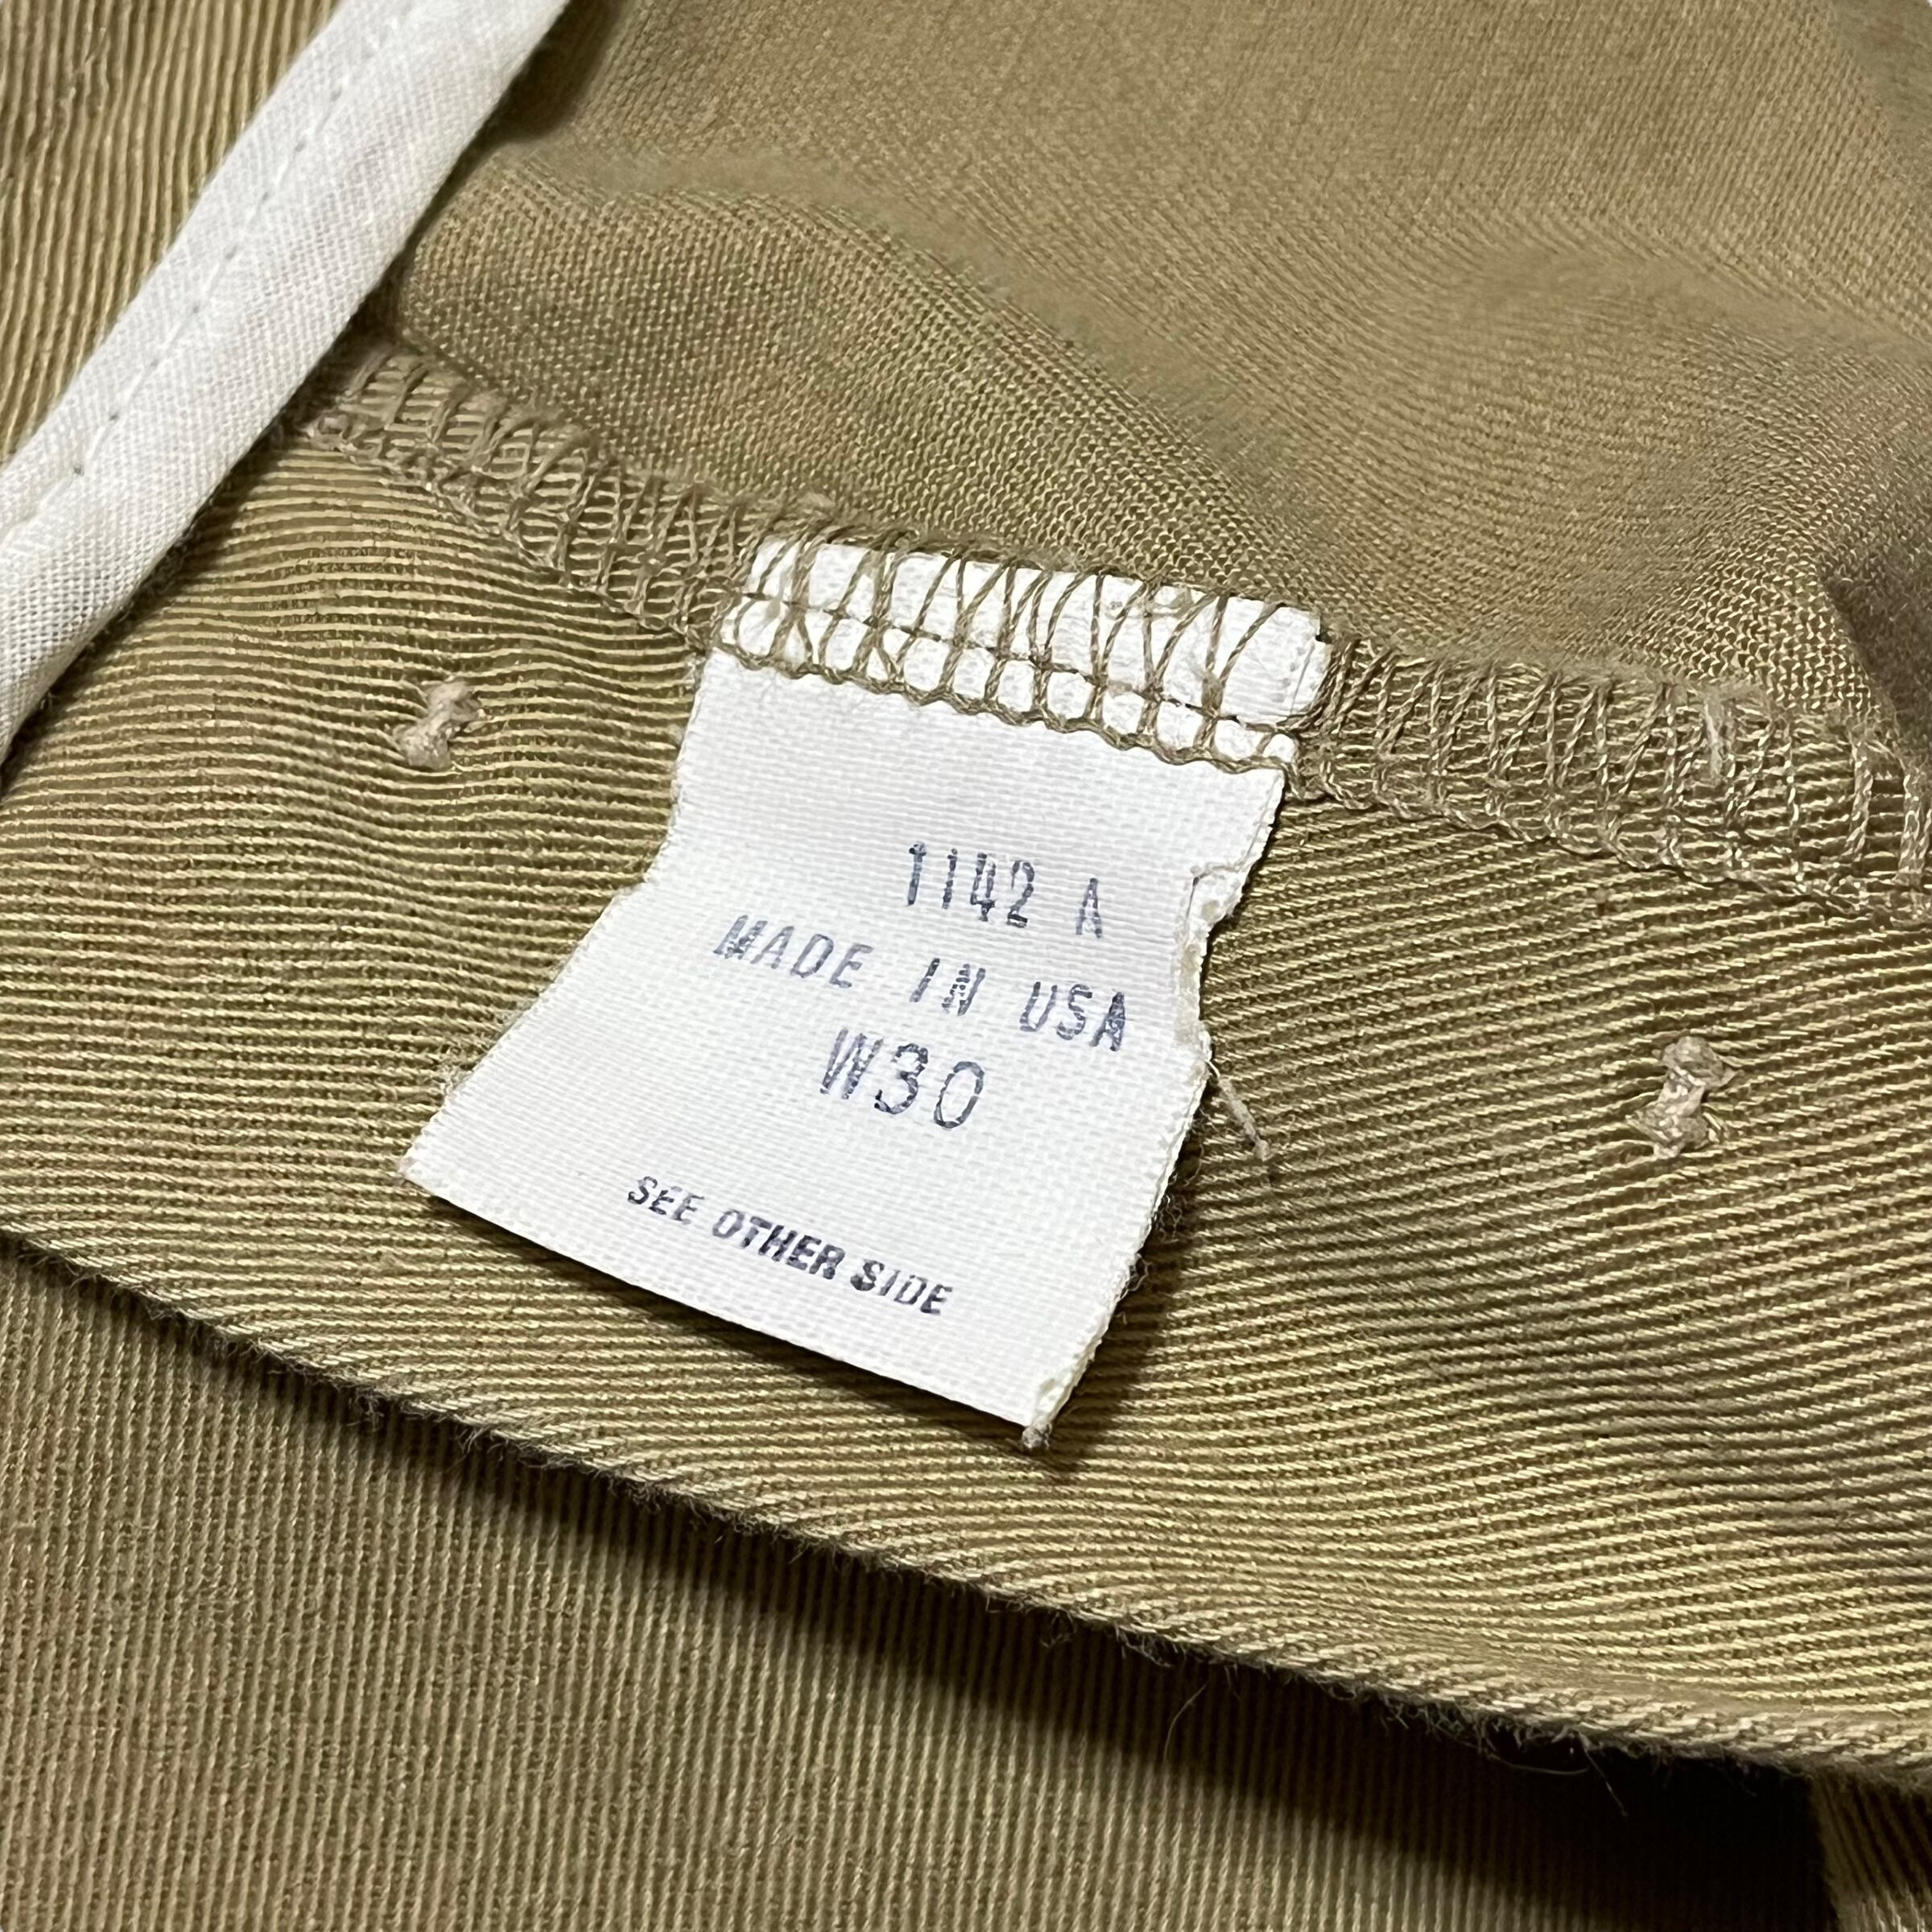 1142 A
MADE IN USA
W30
SEE OTHER SIDE